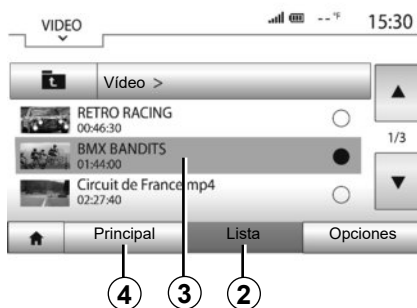 VIDEO
--°F 15:30
Vídeo >
RETRO RACING
00:46:30
BMX BANDITS
01:44:00
1/3
Circuit de France mp4
02:27:40
Principal Lista Opciones
4 3 2